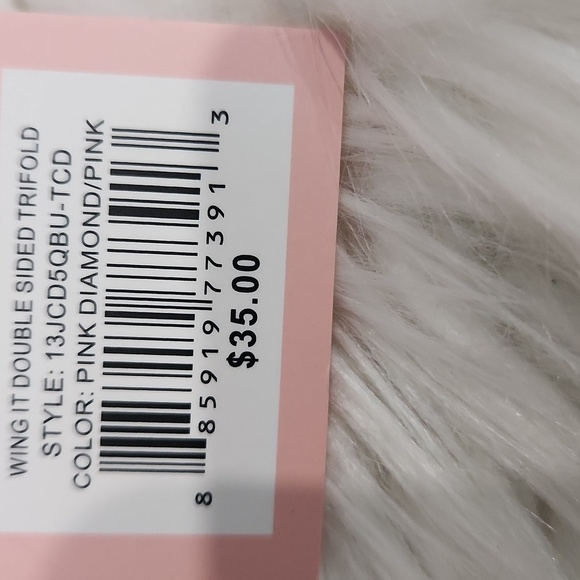 WING IT DOUBLE SIDED TRIFOLD
STYLE: 13JCD5QBU-TCD
COLOR: PINK DIAMOND/PINK
8 85919 77391 3
$35.00